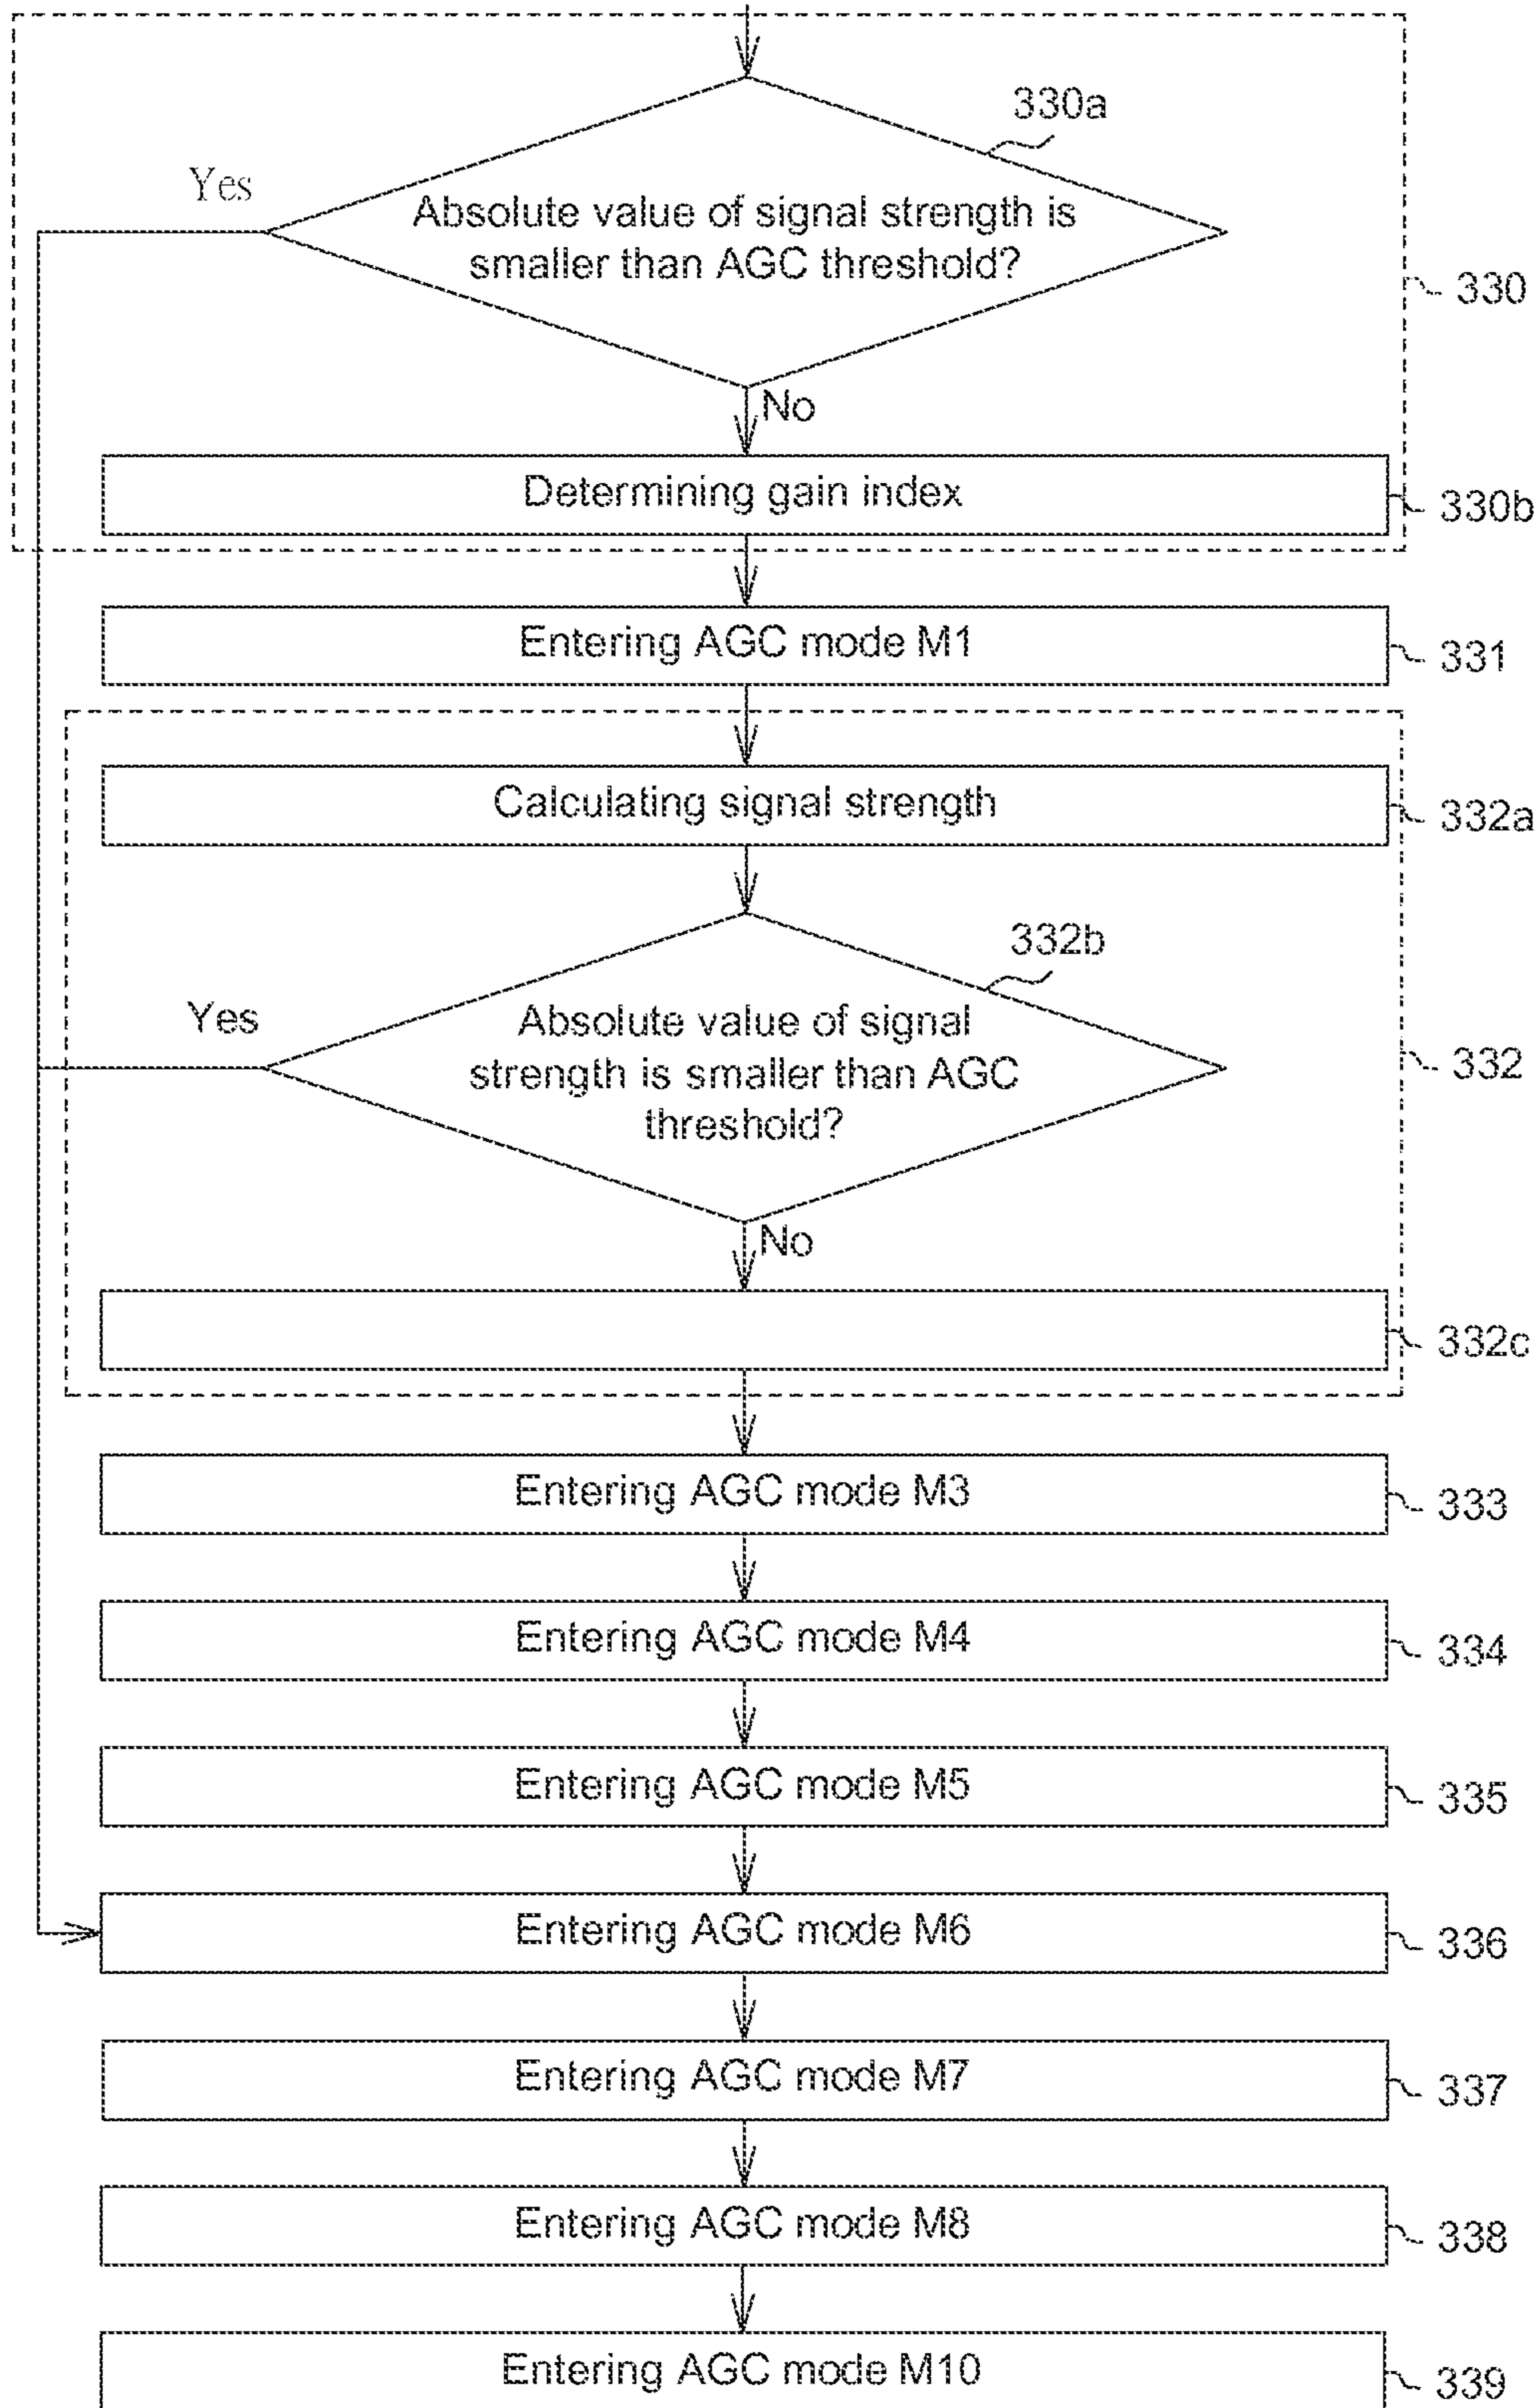 330a
Yes
Absolute value of signal strength is
smaller than AGC threshold?
330
No
Determining gain index
330b
Entering AGC mode M1
331
Calculating signal strength
332a
332b
Yes
Absolute value of signal
strength is smaller than AGC
threshold?
332
No
332c
Entering AGC mode M3
333
Entering AGC mode M4
334
Entering AGC mode M5
335
Entering AGC mode M6
336
Entering AGC mode M7
337
Entering AGC mode M8
338
Entering AGC mode M10
339